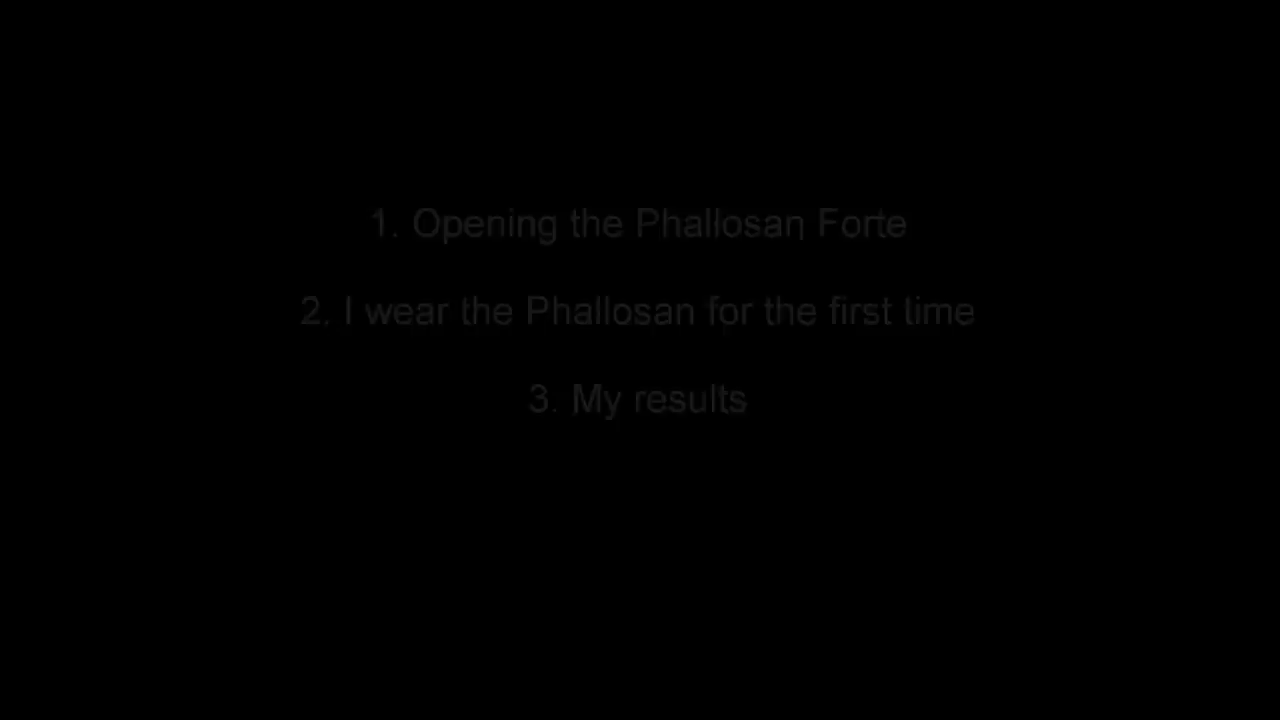 1. Opening the Phallosan Forte
2. I wear the Phallosan for the first time
3. My results